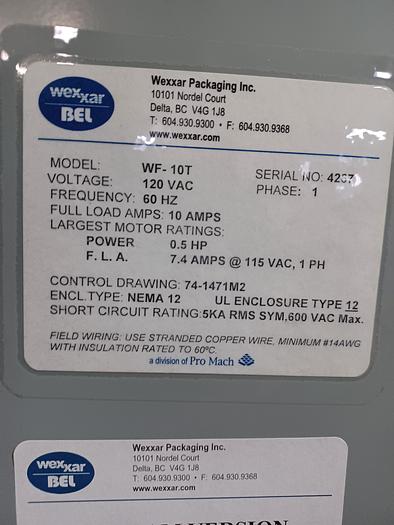 wexxar
BEL
Wexxar Packaging Inc.
10101 Nordel Court
Delta, BC V4G 1J8
T: 604.930.9300 • F: 604.930.9368
www.wexxar.com
MODEL: WF-10T SERIAL NO:
VOLTAGE: 120 VAC PHASE: 1
FREQUENCY: 60 HZ
FULL LOAD AMPS: 10 AMPS
LARGEST MOTOR RATINGS:
POWER 0.5 HP
F. L. A. 7.4 AMPS @ 115 VAC, 1 PH
CONTROL DRAWING: 74-1471M2
ENCL.TYPE: NEMA 12 UL ENCLOSURE TYPE 12
SHORT CIRCUIT RATING:5KA RMS SYM,600 VAC Max.
FIELD WIRING: USE STRANDED COPPER WIRE, MINIMUM #14AWG
WITH INSULATION RATED TO 60ºC.
a division of Pro Mach
wexxar
BEL
Wexxar Packaging Inc.
10101 Nordel Court
Delta, BC V4G 1J8
T: 604.930.9300 • F: 604.930.9368
www.wexxar.com